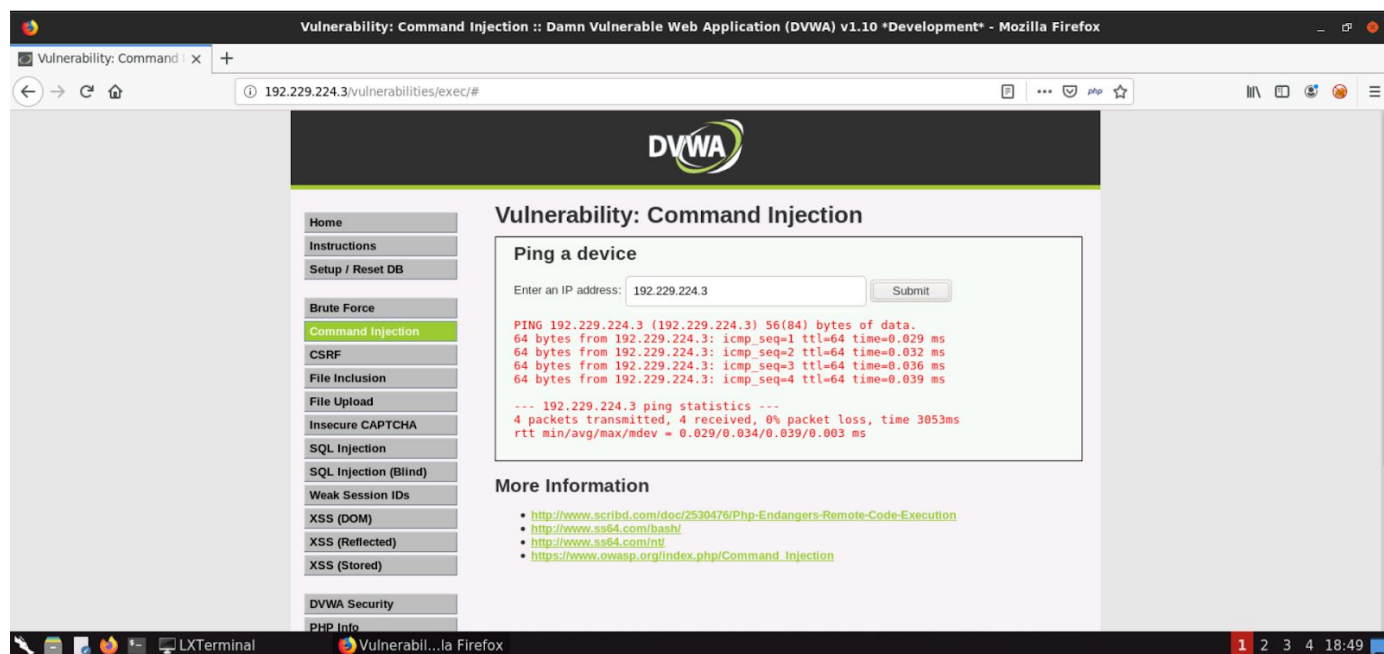 Vulnerability: Command Injection :: Damn Vulnerable Web Application (DVWA) v1.10 *Development* - Mozilla Firefox
Vulnerability: Command I
192.229.224.3/vulnerabilities/exec/#
php
DVWA
Home
Instructions
Setup / Reset DB
Brute Force
Command Injection
CSRF
File Inclusion
File Upload
Insecure CAPTCHA
SQL Injection
SQL Injection (Blind)
Weak Session IDs
XSS (DOM)
XSS (Reflected)
XSS (Stored)
DVWA Security
PHP Info
Vulnerability: Command Injection
Ping a device
Enter an IP address: 192.229.224.3 Submit
PING 192.229.224.3 (192.229.224.3) 56(84) bytes of data.
64 bytes from 192.229.224.3: icmp_seq=1 ttl=64 time=0.029 ms
64 bytes from 192.229.224.3: icmp_seq=2 ttl=64 time=0.032 ms
64 bytes from 192.229.224.3: icmp_seq=3 ttl=64 time=0.036 ms
64 bytes from 192.229.224.3: icmp_seq=4 ttl=64 time=0.039 ms
--- 192.229.224.3 ping statistics ---
4 packets transmitted, 4 received, 0% packet loss, time 3053ms
rtt min/avg/max/mdev = 0.029/0.034/0.039/0.003 ms
More Information
http://www.scribd.com/doc/2530476/Php-Endangers-Remote-Code-Execution
http://www.ss64.com/bash/
http://www.ss64.com/nt/
https://www.owasp.org/index.php/Command_Injection
LXTerminal Vulnerabil...la Firefox 1 2 3 4 18:49